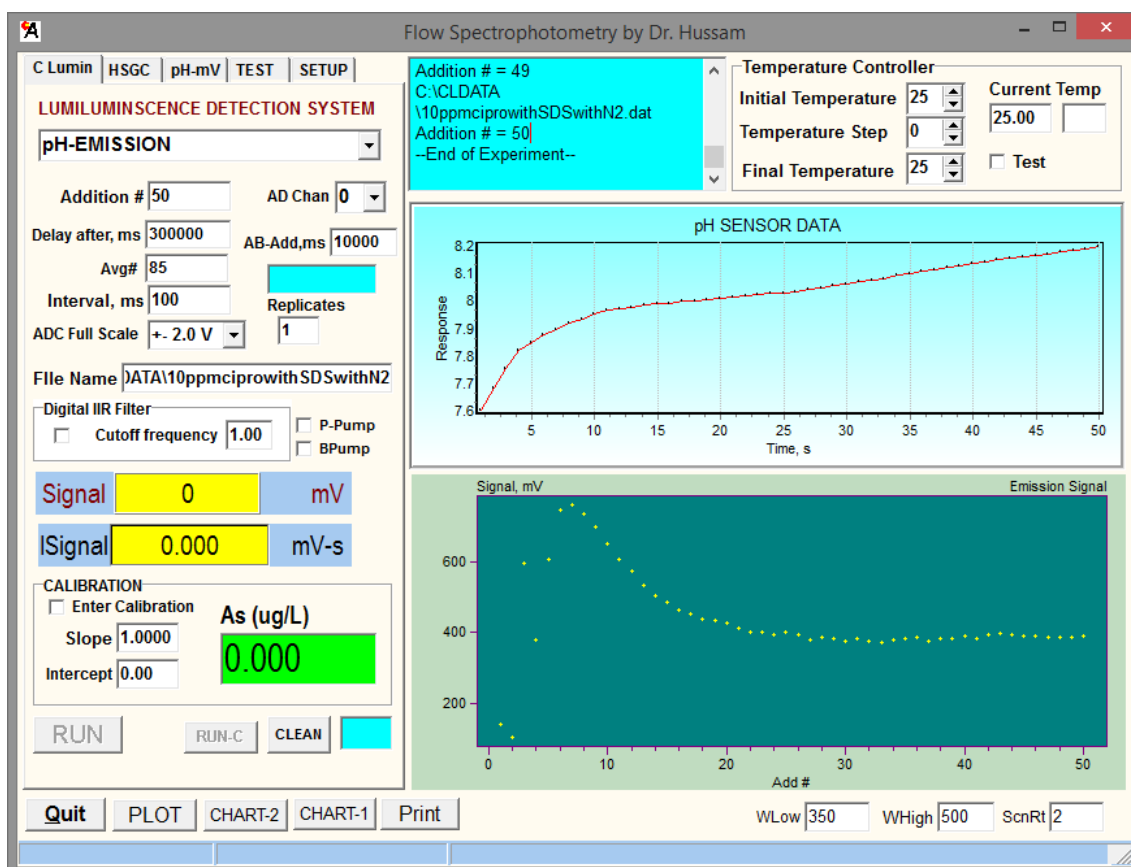 Flow Spectrophotometry by Dr. Hussam
C Lumin HSGC pH-mV TEST SETUP
LUMILUMINSCENCE DETECTION SYSTEM
pH-EMISSION
Addition # 50 AD Chan 0
Delay after, ms 300000 AB-Add,ms 10000
Avg# 85
Interval, ms 100 Replicates
ADC Full Scale +- 2.0 V 1
FIle Name )ATA\10ppmciprowithSDSwithN2
Digital IIR Filter
Cutoff frequency 1.00
P-Pump
BPump
Signal 0 mV
ISignal 0.000 mV-s
CALIBRATION
Enter Calibration
Slope 1.0000
Intercept 0.00
As (ug/L)
0.000
RUN RUN-C CLEAN
Addition # = 49
C:\CLDATA
\10ppmciprowithSDSwithN2.dat
Addition # = 50
--End of Experiment--
Temperature Controller
Initial Temperature 25
Temperature Step 0
Final Temperature 25
Current Temp
25.00
Test
pH SENSOR DATA
Response
8.2
8.1
8
7.9
7.8
7.7
7.6
5 10 15 20 25 30 35 40 45 50
Time, s
Signal, mV Emission Signal
600
400
200
0 10 20 30 40 50
Add #
Quit PLOT CHART-2 CHART-1 Print
WLow 350 WHigh 500 ScnRt 2